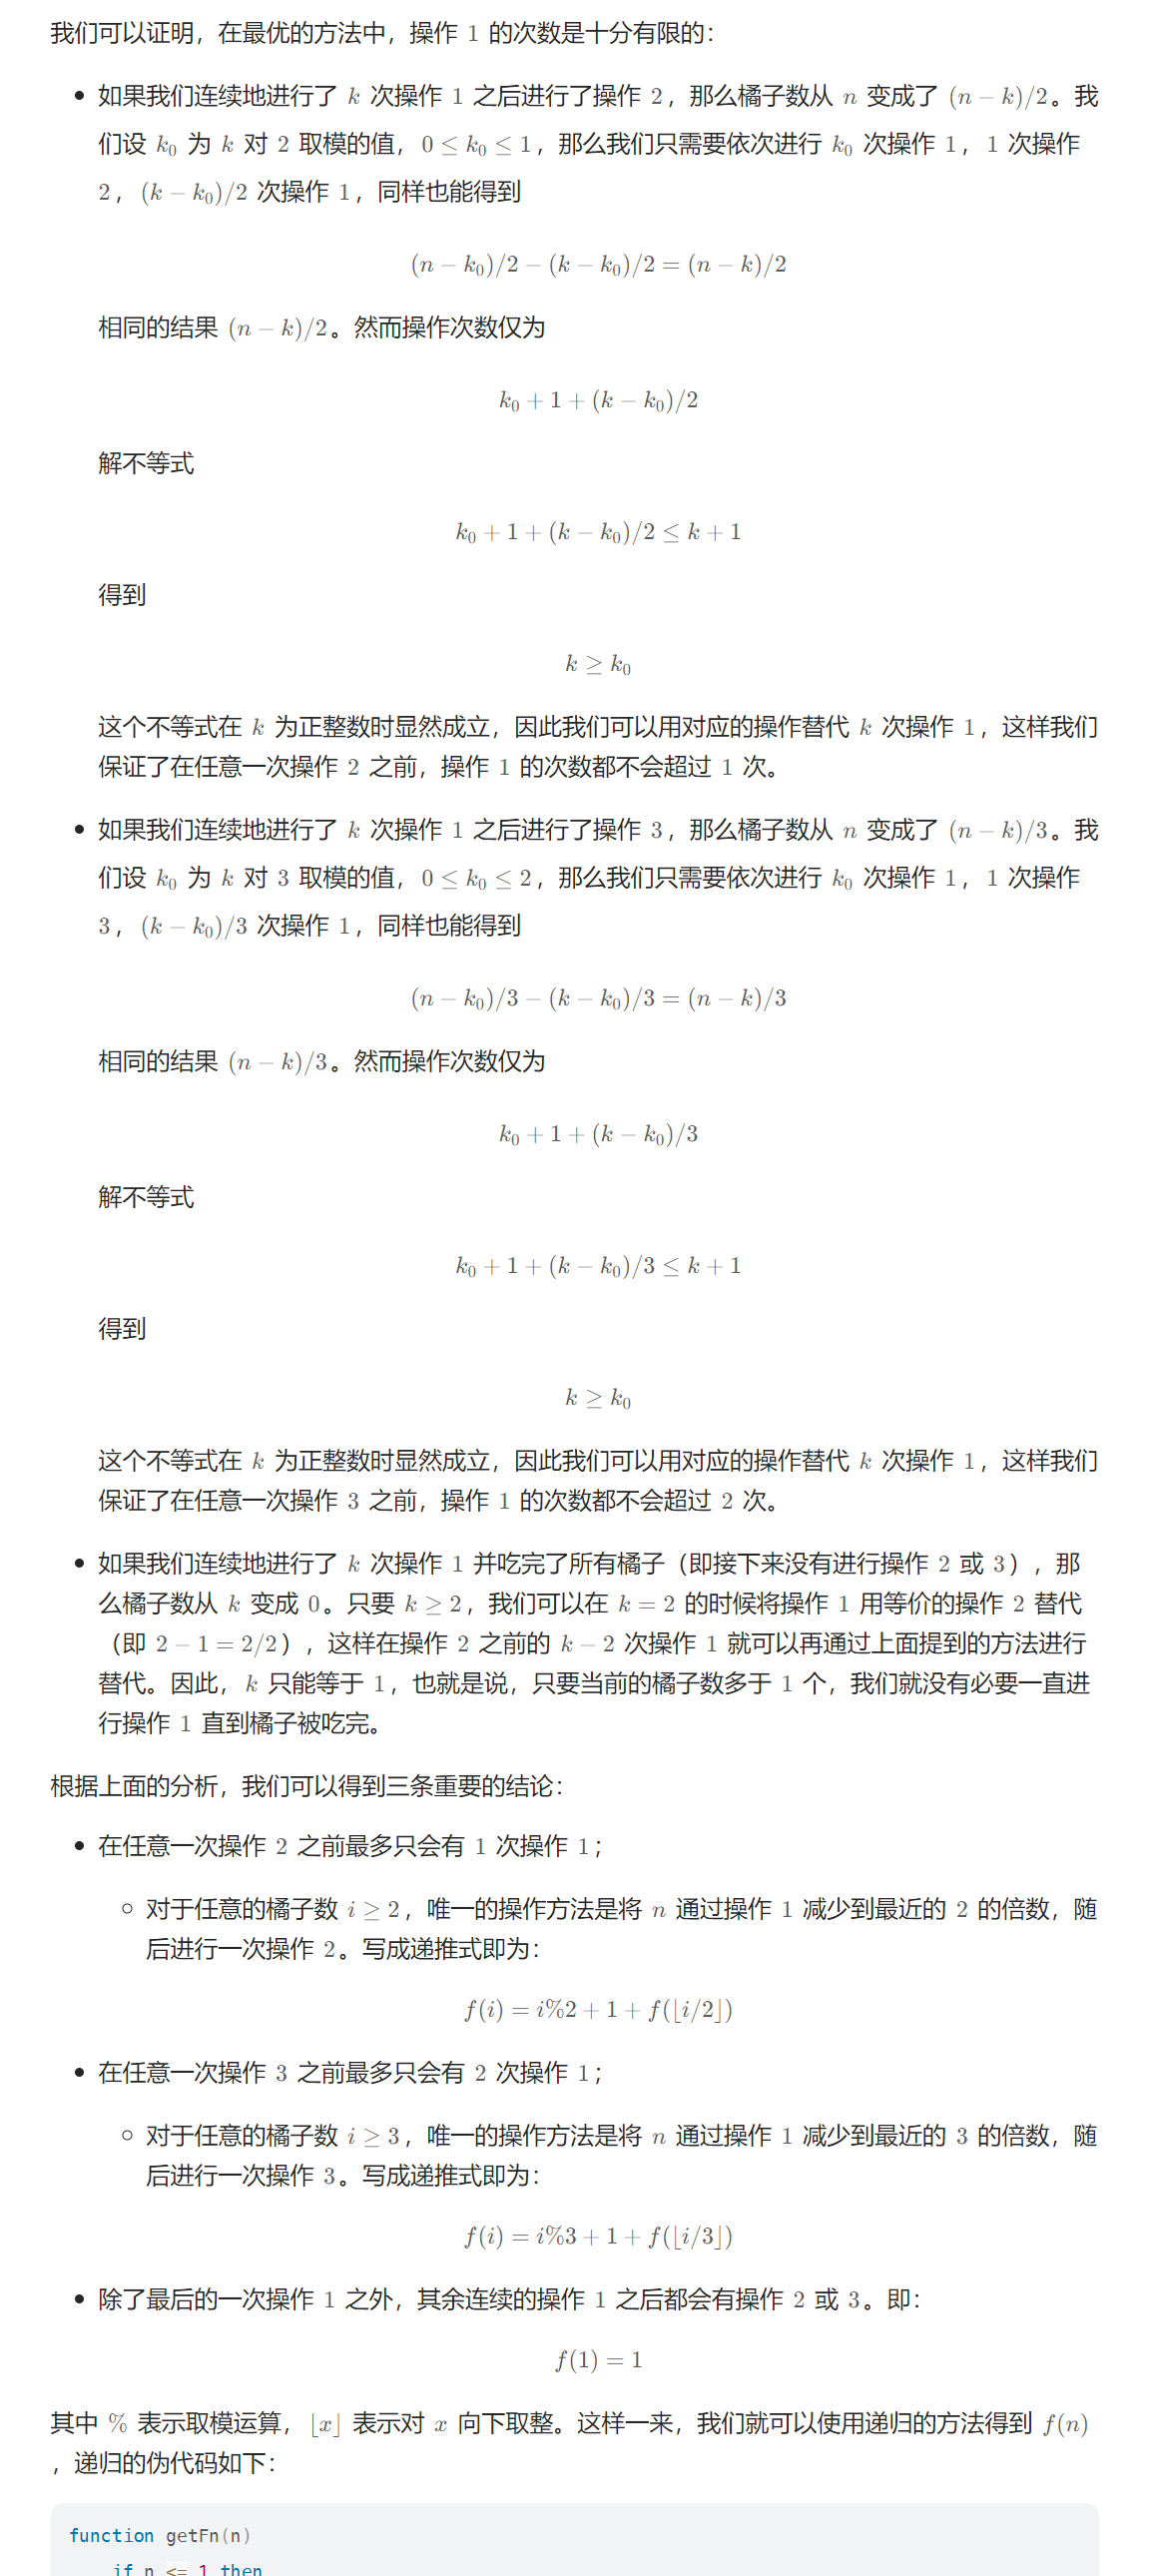 我们可以证明，在最优的方法中，操作 1 的次数是十分有限的：
• 如果我们连续地进行了 k 次操作 1 之后进行了操作 2，那么橘子数从 n 变成了 (n − k)/2。我
们设 k₀ 为 k 对 2 取模的值，0 ≤ k₀ ≤ 1，那么我们只需要依次进行 k₀ 次操作 1，1 次操作
2，(k − k₀)/2 次操作 1，同样也能得到
(n − k₀)/2 − (k − k₀)/2 = (n − k)/2
相同的结果 (n − k)/2。然而操作次数仅为
k₀ + 1 + (k − k₀)/2
解不等式
k₀ + 1 + (k − k₀)/2 ≤ k + 1
得到
k ≥ k₀
这个不等式在 k 为正整数时显然成立，因此我们可以用对应的操作替代 k 次操作 1，这样我们
保证了在任意一次操作 2 之前，操作 1 的次数都不会超过 1 次。
• 如果我们连续地进行了 k 次操作 1 之后进行了操作 3，那么橘子数从 n 变成了 (n − k)/3。我
们设 k₀ 为 k 对 3 取模的值，0 ≤ k₀ ≤ 2，那么我们只需要依次进行 k₀ 次操作 1，1 次操作
3，(k − k₀)/3 次操作 1，同样也能得到
(n − k₀)/3 − (k − k₀)/3 = (n − k)/3
相同的结果 (n − k)/3。然而操作次数仅为
k₀ + 1 + (k − k₀)/3
解不等式
k₀ + 1 + (k − k₀)/3 ≤ k + 1
得到
k ≥ k₀
这个不等式在 k 为正整数时显然成立，因此我们可以用对应的操作替代 k 次操作 1，这样我们
保证了在任意一次操作 3 之前，操作 1 的次数都不会超过 2 次。
• 如果我们连续地进行了 k 次操作 1 并吃完了所有橘子（即接下来没有进行操作 2 或 3），那
么橘子数从 k 变成 0。只要 k ≥ 2，我们可以在 k = 2 的时候将操作 1 用等价的操作 2 替代
（即 2 − 1 = 2/2），这样在操作 2 之前的 k − 2 次操作 1 就可以再通过上面提到的方法进行
替代。因此，k 只能等于 1，也就是说，只要当前的橘子数多于 1 个，我们就没有必要一直进
行操作 1 直到橘子被吃完。
根据上面的分析，我们可以得到三条重要的结论：
• 在任意一次操作 2 之前最多只会有 1 次操作 1；
◦ 对于任意的橘子数 i ≥ 2，唯一的操作方法是将 n 通过操作 1 减少到最近的 2 的倍数，随
后进行一次操作 2。写成递推式即为：
f(i) = i%2 + 1 + f(⌊i/2⌋)
• 在任意一次操作 3 之前最多只会有 2 次操作 1；
◦ 对于任意的橘子数 i ≥ 3，唯一的操作方法是将 n 通过操作 1 减少到最近的 3 的倍数，随
后进行一次操作 3。写成递推式即为：
f(i) = i%3 + 1 + f(⌊i/3⌋)
• 除了最后的一次操作 1 之外，其余连续的操作 1 之后都会有操作 2 或 3。即：
f(1) = 1
其中 % 表示取模运算，⌊x⌋ 表示对 x 向下取整。这样一来，我们就可以使用递归的方法得到 f(n)
，递归的伪代码如下：
function getFn(n)
if n <= 1 then